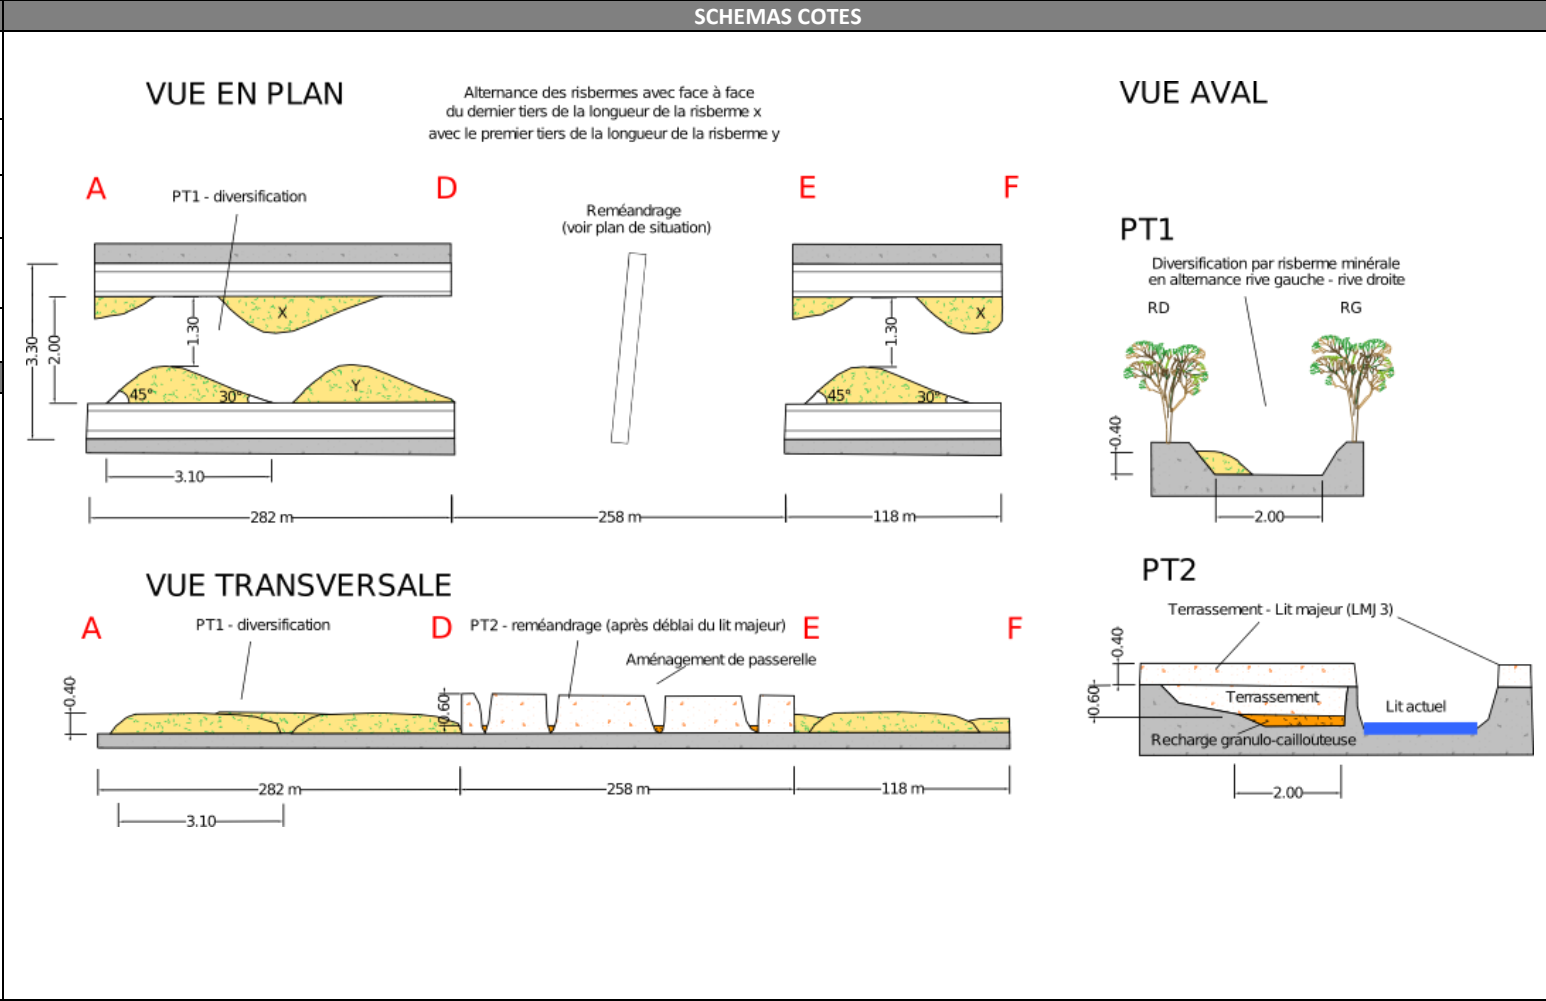 SCHEMAS COTES
VUE EN PLAN
Alternance des risbermes avec face à face
du dernier tiers de la longueur de la risberme x
avec le premier tiers de la longueur de la risberme y
VUE AVAL
A
D
E
F
PT1 - diversification
Reméandrage
(voir plan de situation)
X
X
3.30
2.00
1.30
1.30
45°
30°
Y
45°
30°
3.10
282 m
258 m
118 m
PT1
Diversification par risberme minérale
en alternance rive gauche - rive droite
RD
RG
0.40
2.00
VUE TRANSVERSALE
A
D
E
F
PT1 - diversification
PT2 - reméandrage (après déblai du lit majeur)
Aménagement de passerelle
0.40
0.60
282 m
258 m
118 m
3.10
PT2
Terrassement - Lit majeur (LMJ 3)
0.40
0.60
Terrassement
Lit actuel
Recharge granulo-caillouteuse
2.00